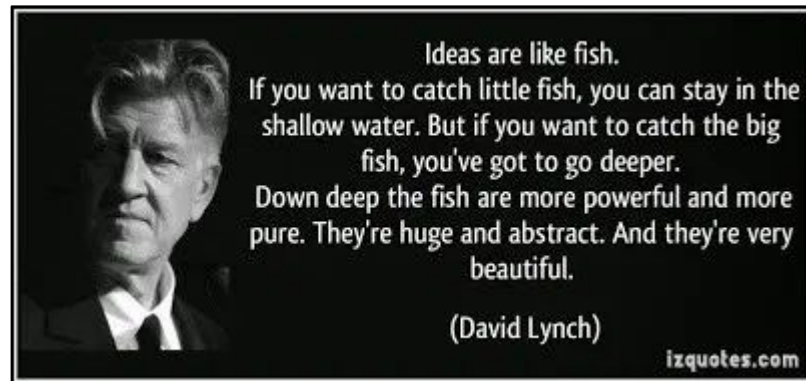 Ideas are like fish.
If you want to catch little fish, you can stay in the
shallow water. But if you want to catch the big
fish, you've got to go deeper.
Down deep the fish are more powerful and more
pure. They're huge and abstract. And they're very
beautiful.
(David Lynch)
izquotes.com